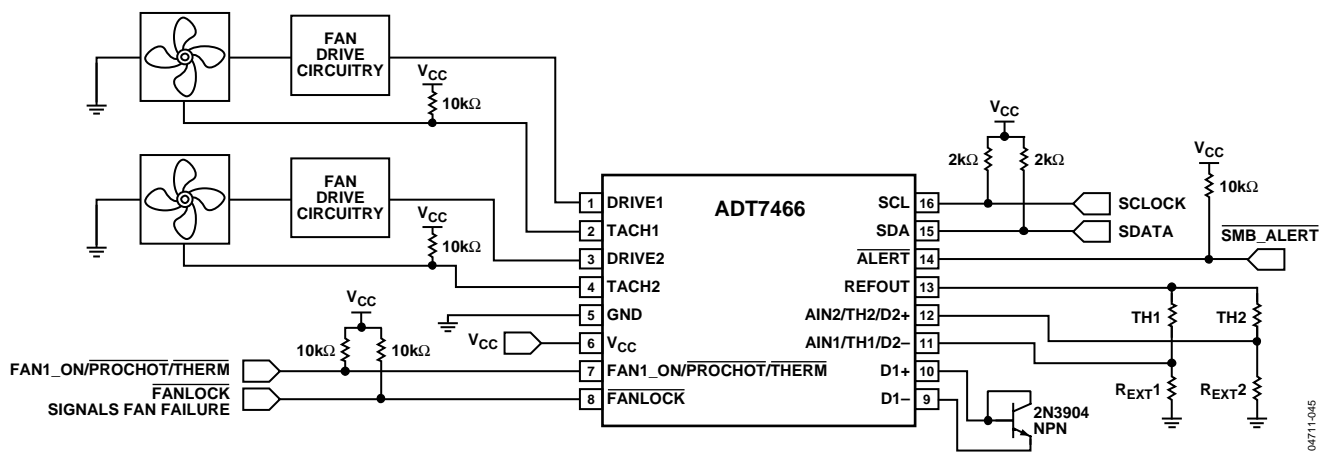 FAN
DRIVE
CIRCUITRY
VCC
10kΩ
FAN
DRIVE
CIRCUITRY
VCC
10kΩ
VCC
10kΩ
10kΩ
VCC
FAN1_ON/PROCHOT/THERM
FANLOCK
SIGNALS FAN FAILURE
ADT7466
1 DRIVE1
2 TACH1
3 DRIVE2
4 TACH2
5 GND
6 VCC
7 FAN1_ON/PROCHOT/THERM
8 FANLOCK
SCL 16
SDA 15
ALERT 14
REFOUT 13
AIN2/TH2/D2+ 12
AIN1/TH1/D2– 11
D1+ 10
D1– 9
VCC
2kΩ
2kΩ
SCLOCK
SDATA
VCC
10kΩ
SMB_ALERT
TH1
TH2
REXT1
REXT2
2N3904
NPN
04711-045